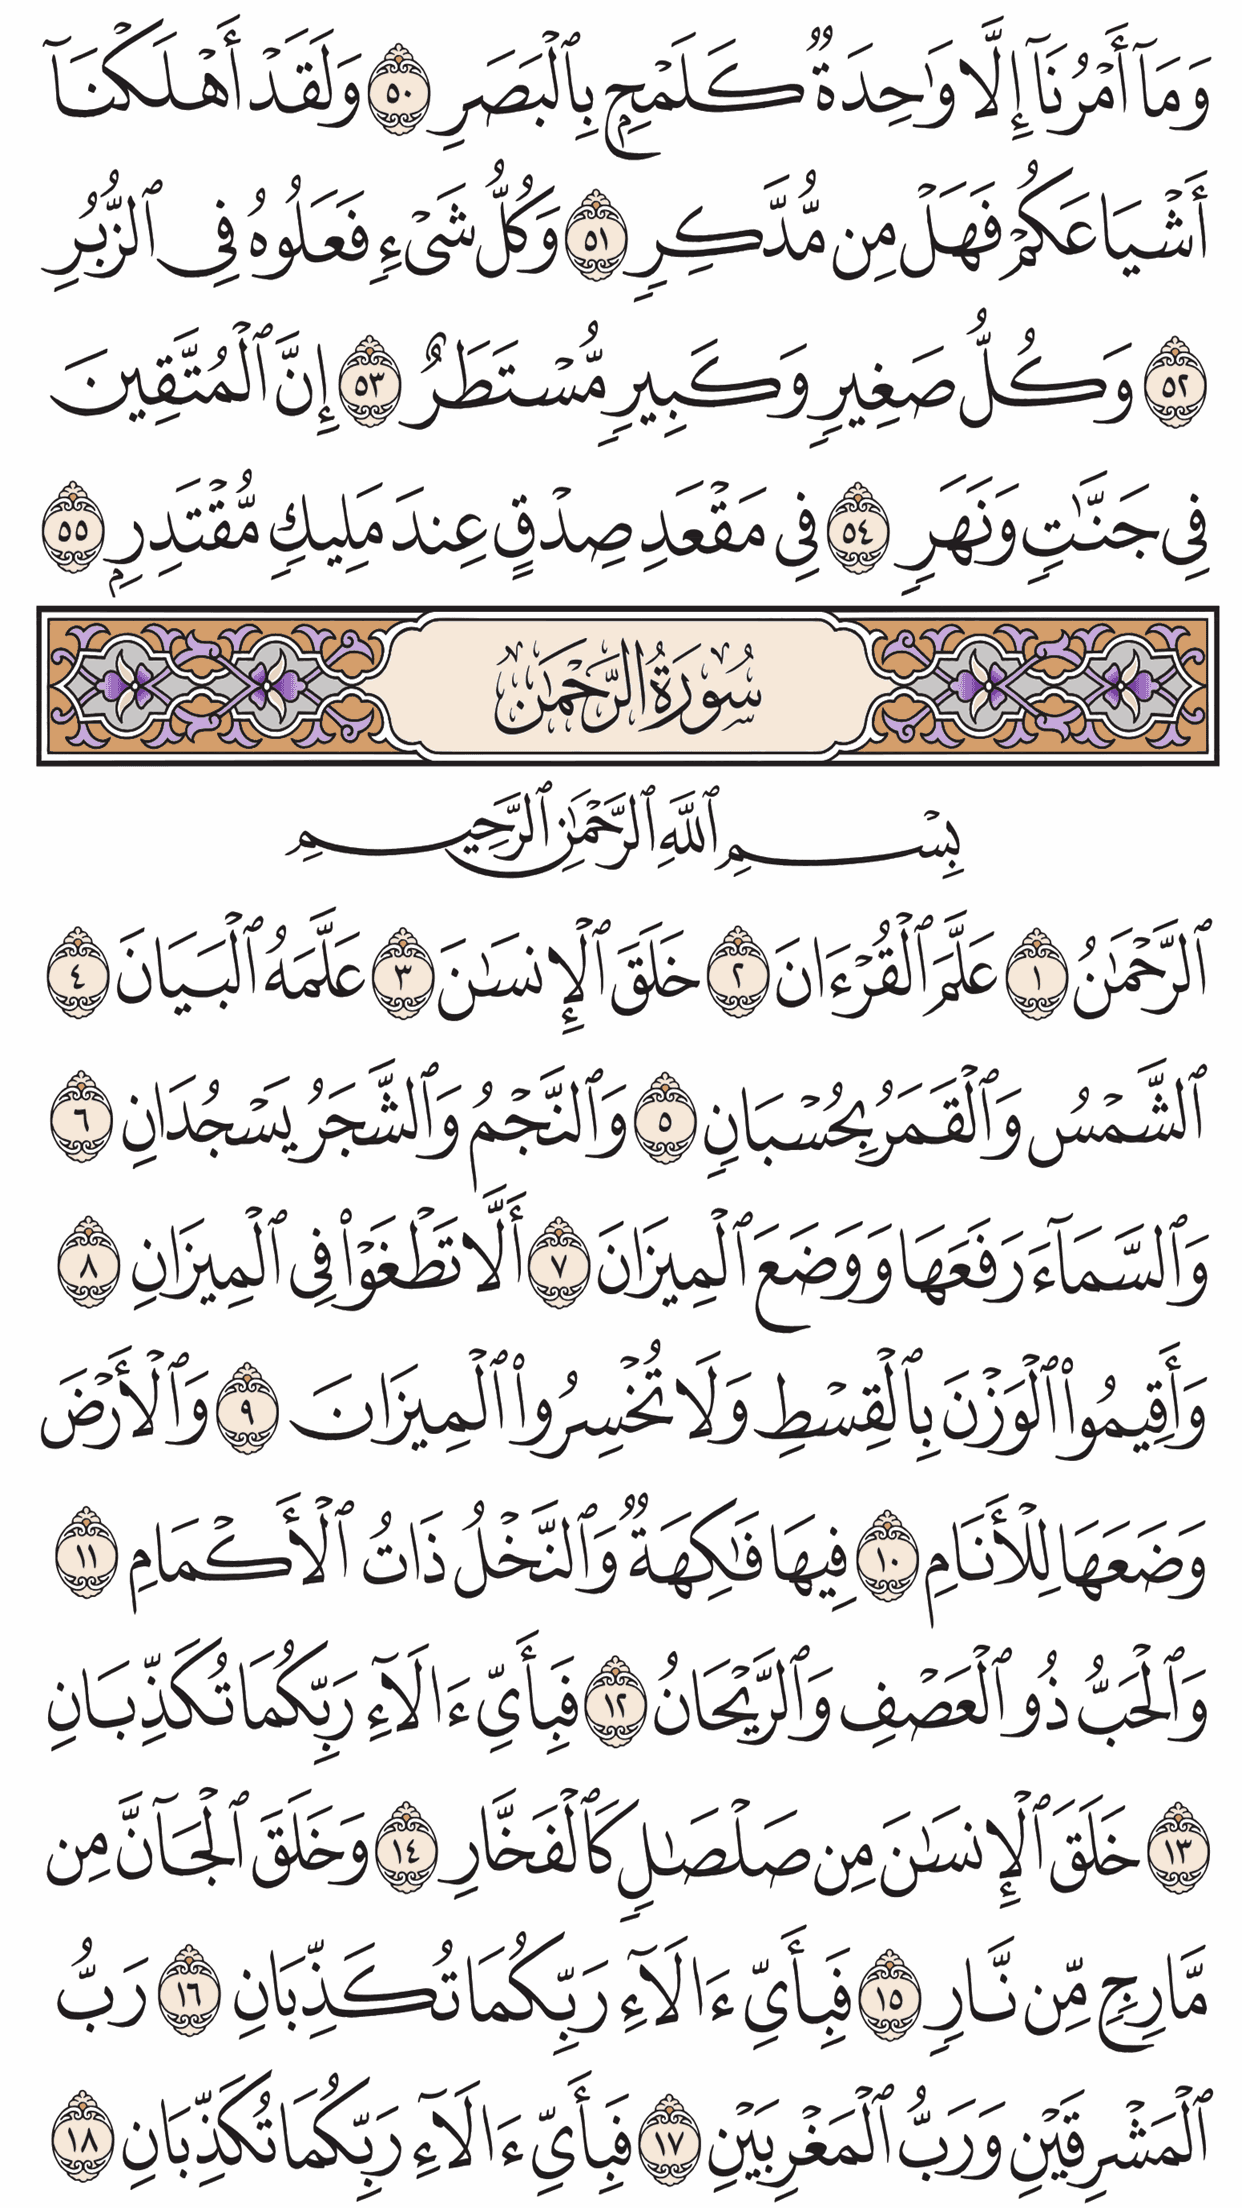 وَمَآ أَمْرُنَآ إِلَّا وَٰحِدَةٌ كَلَمْحٍۭ بِٱلْبَصَرِ ٥٠ وَلَقَدْ أَهْلَكْنَآ
أَشْيَاعَكُمْ فَهَلْ مِن مُّدَّكِرٍ ٥١ وَكُلُّ شَىْءٍ فَعَلُوهُ فِى ٱلزُّبُرِ
٥٢ وَكُلُّ صَغِيرٍ وَكَبِيرٍ مُّسْتَطَرٌ ٥٣ إِنَّ ٱلْمُتَّقِينَ
فِى جَنَّٰتٍ وَنَهَرٍ ٥٤ فِى مَقْعَدِ صِدْقٍ عِندَ مَلِيكٍ مُّقْتَدِرٍۭ ٥٥
سُورَةُ الرَّحْمَٰن
بِسْمِ ٱللَّهِ ٱلرَّحْمَٰنِ ٱلرَّحِيمِ
ٱلرَّحْمَٰنُ ١ عَلَّمَ ٱلْقُرْءَانَ ٢ خَلَقَ ٱلْإِنسَٰنَ ٣ عَلَّمَهُ ٱلْبَيَانَ ٤
ٱلشَّمْسُ وَٱلْقَمَرُ بِحُسْبَانٍ ٥ وَٱلنَّجْمُ وَٱلشَّجَرُ يَسْجُدَانِ ٦
وَٱلسَّمَآءَ رَفَعَهَا وَوَضَعَ ٱلْمِيزَانَ ٧ أَلَّا تَطْغَوْا۟ فِى ٱلْمِيزَانِ ٨
وَأَقِيمُوا۟ ٱلْوَزْنَ بِٱلْقِسْطِ وَلَا تُخْسِرُوا۟ ٱلْمِيزَانَ ٩ وَٱلْأَرْضَ
وَضَعَهَا لِلْأَنَامِ ١٠ فِيهَا فَٰكِهَةٌ وَٱلنَّخْلُ ذَاتُ ٱلْأَكْمَامِ ١١
وَٱلْحَبُّ ذُو ٱلْعَصْفِ وَٱلرَّيْحَانُ ١٢ فَبِأَىِّ ءَالَآءِ رَبِّكُمَا تُكَذِّبَانِ
١٣ خَلَقَ ٱلْإِنسَٰنَ مِن صَلْصَٰلٍ كَٱلْفَخَّارِ ١٤ وَخَلَقَ ٱلْجَآنَّ مِن
مَّارِجٍ مِّن نَّارٍ ١٥ فَبِأَىِّ ءَالَآءِ رَبِّكُمَا تُكَذِّبَانِ ١٦ رَبُّ
ٱلْمَشْرِقَيْنِ وَرَبُّ ٱلْمَغْرِبَيْنِ ١٧ فَبِأَىِّ ءَالَآءِ رَبِّكُمَا تُكَذِّبَانِ ١٨